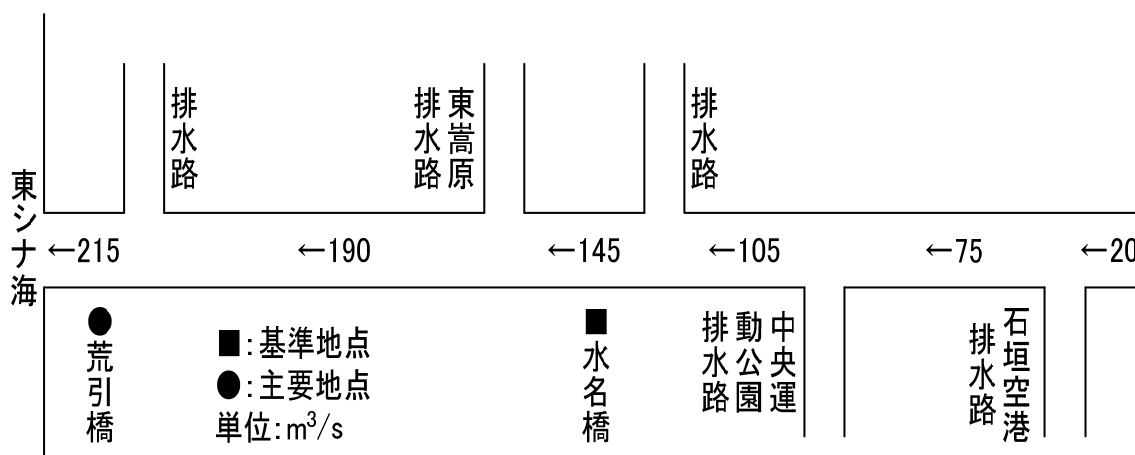 排水路
東嵩原
排水路
排水路
東シナ海
←215
←190
←145
←105
←75
←20
●
荒引橋
■:基準地点
●:主要地点
単位:m³/s
■
水名橋
中央運
動公園
排水路
石垣空港
排水路